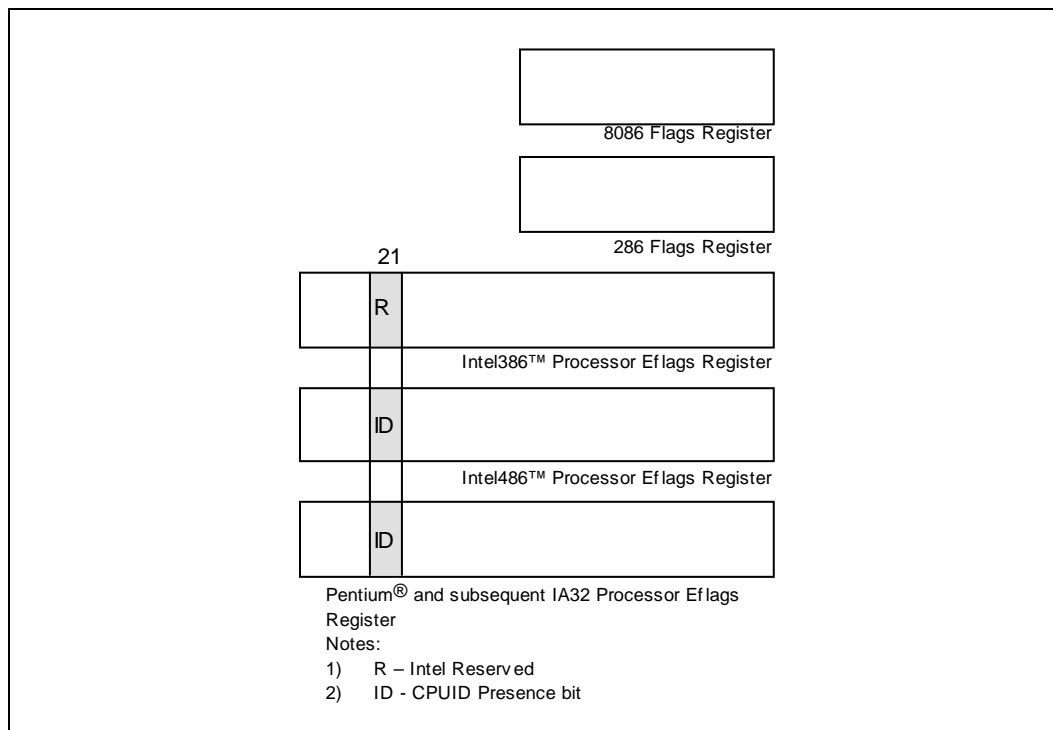 8086 Flags Register
286 Flags Register
21
R
Intel386™ Processor Eflags Register
ID
Intel486™ Processor Eflags Register
ID
Pentium® and subsequent IA32 Processor Eflags
Register
Notes:
1) R – Intel Reserved
2) ID - CPUID Presence bit